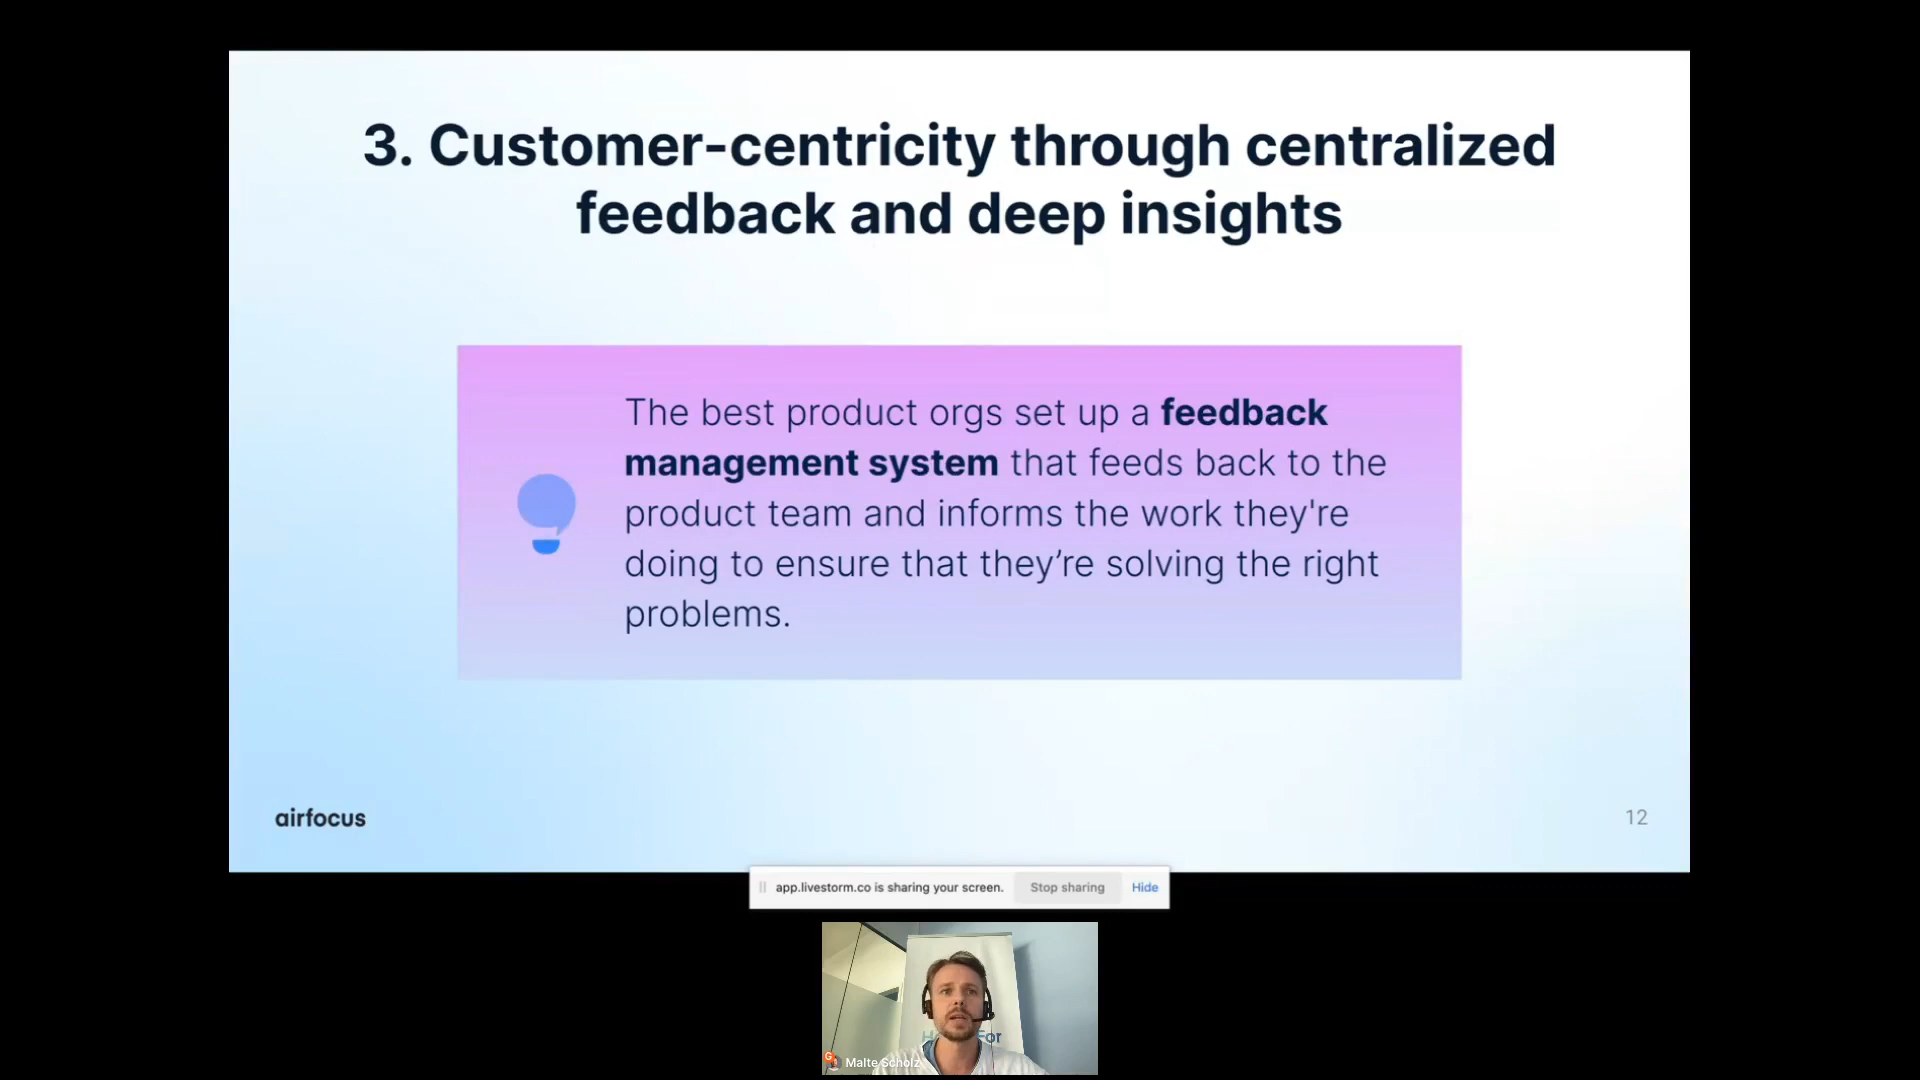 3. Customer-centricity through centralized
feedback and deep insights
The best product orgs set up a feedback
management system that feeds back to the
product team and informs the work they're
doing to ensure that they’re solving the right
problems.
airfocus
12
app.livestorm.co is sharing your screen. Stop sharing Hide
For
G
Malte Scholz